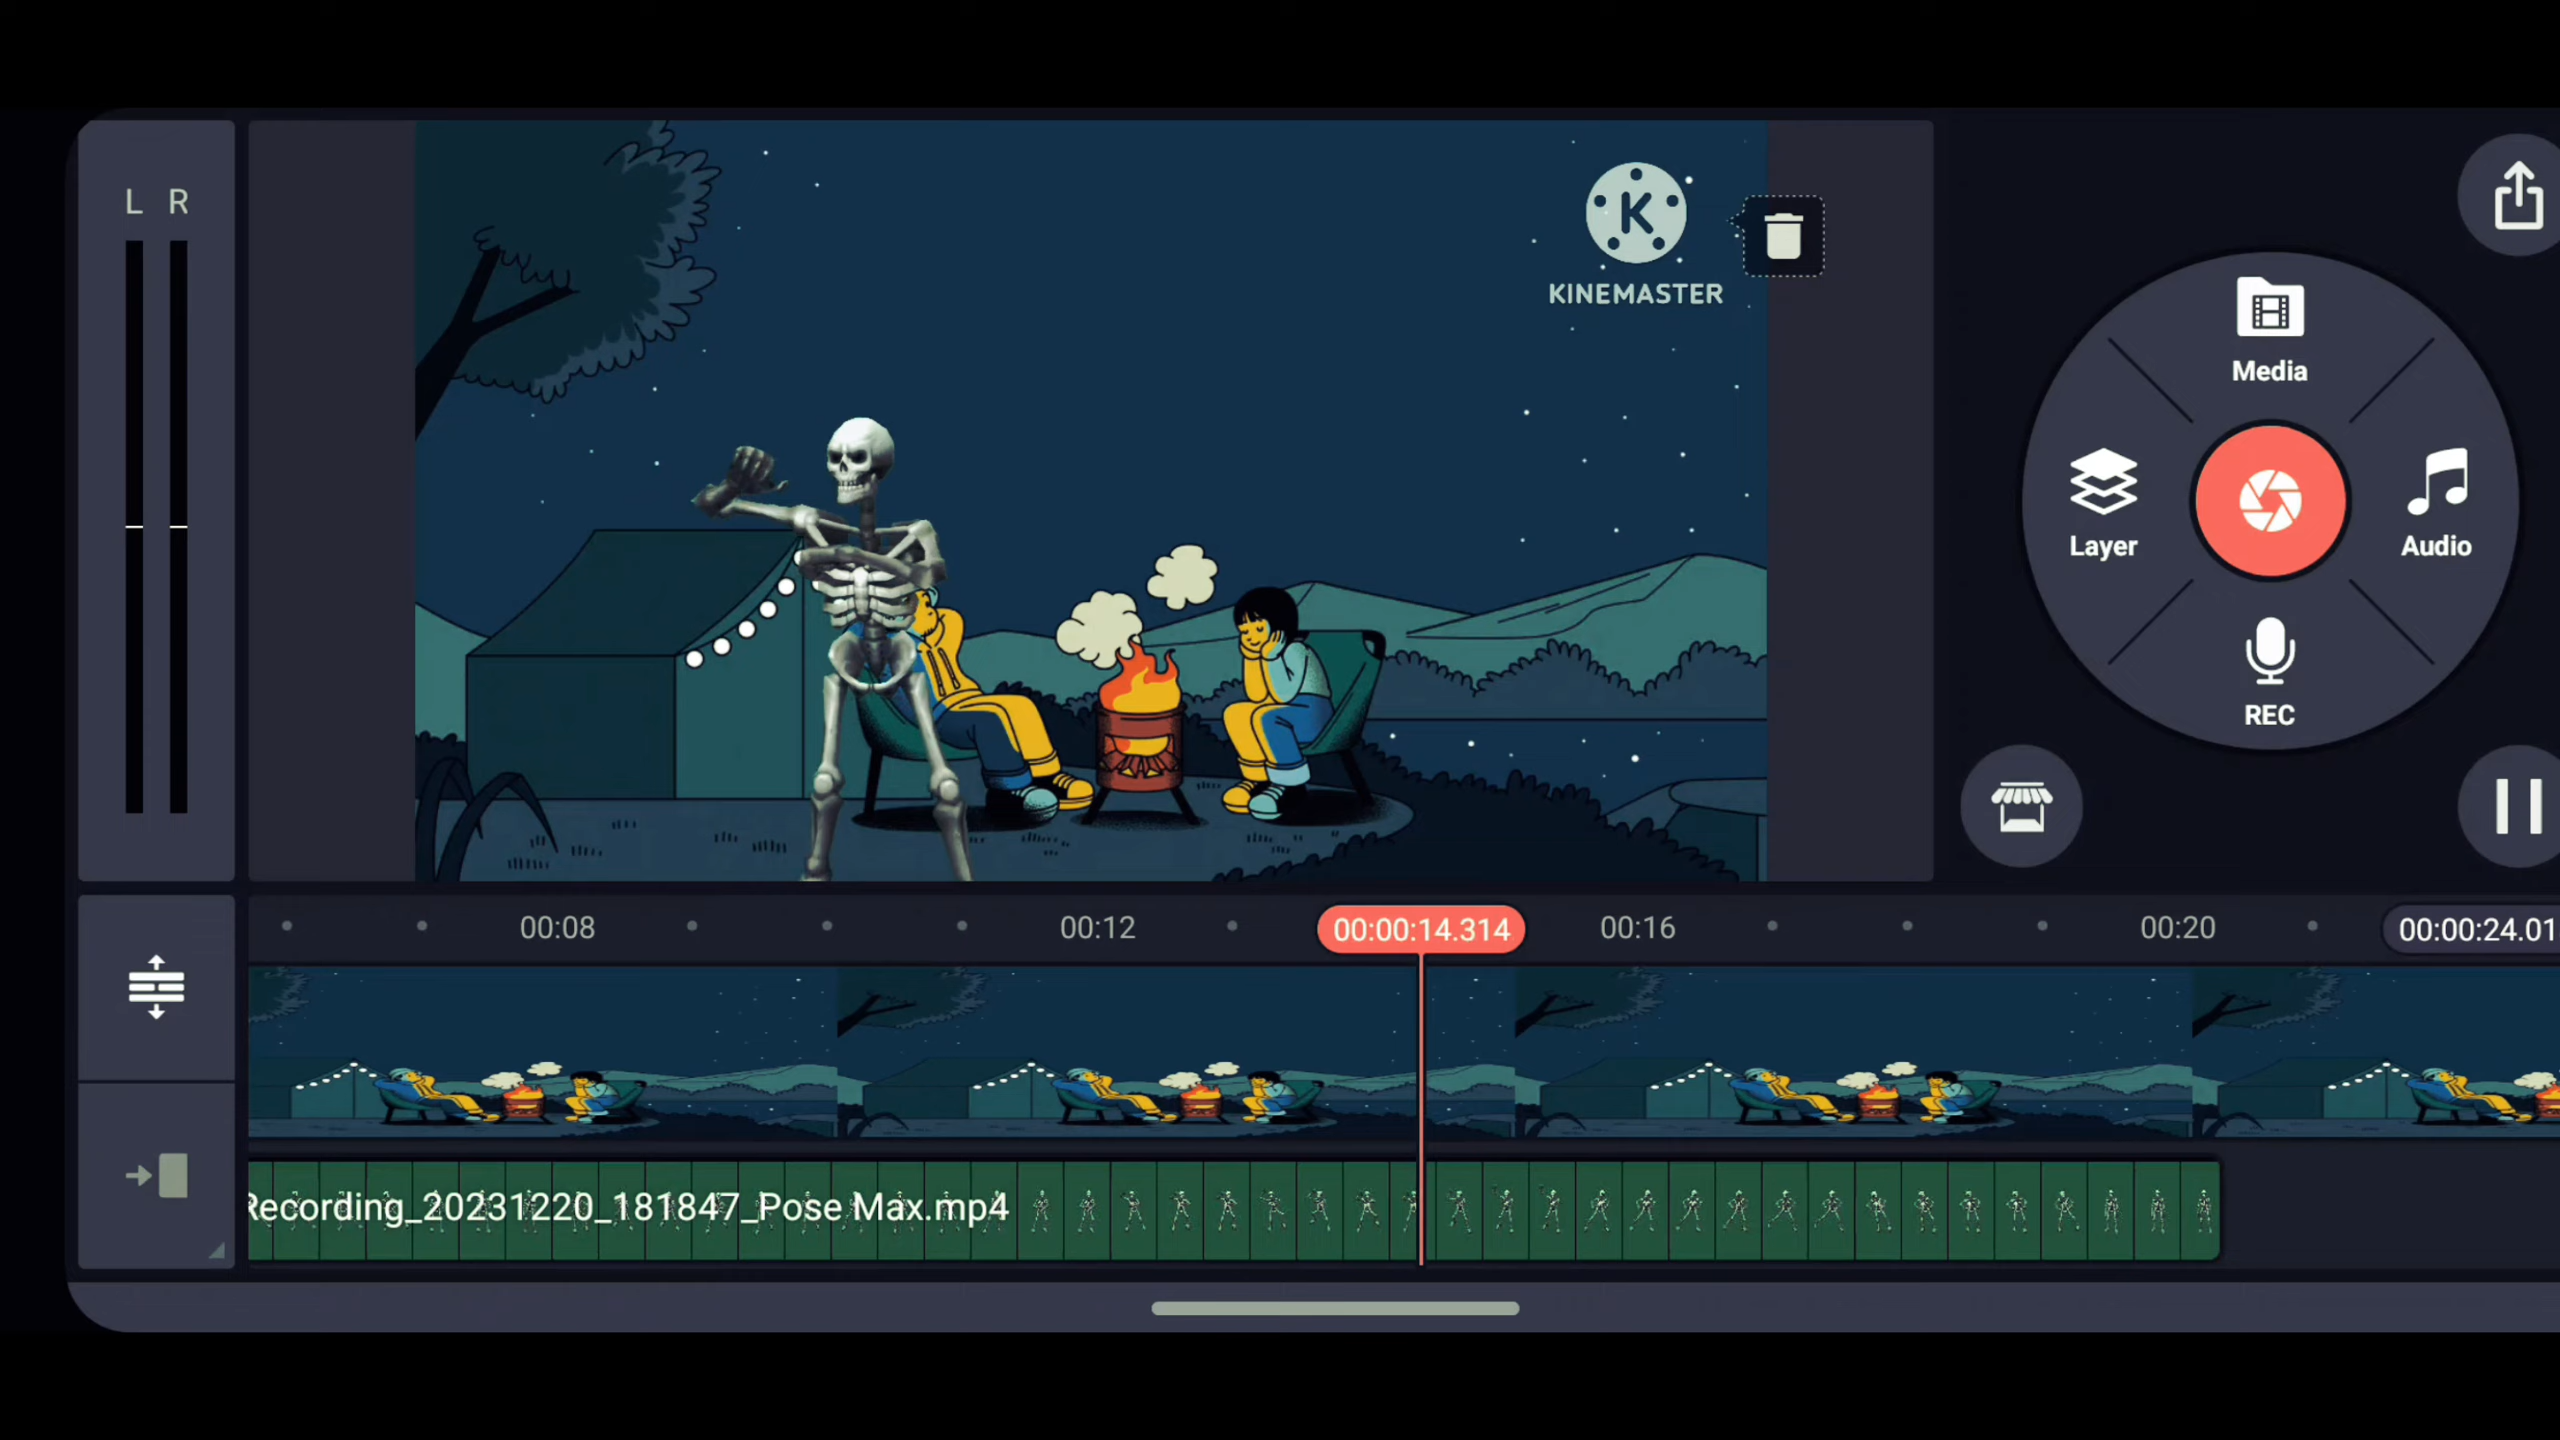 L R
K
KINEMASTER
Media
Layer
Audio
REC
00:08
00:12
00:00:14.314
00:16
00:20
00:00:24.01
Recording_20231220_181847_Pose Max.mp4